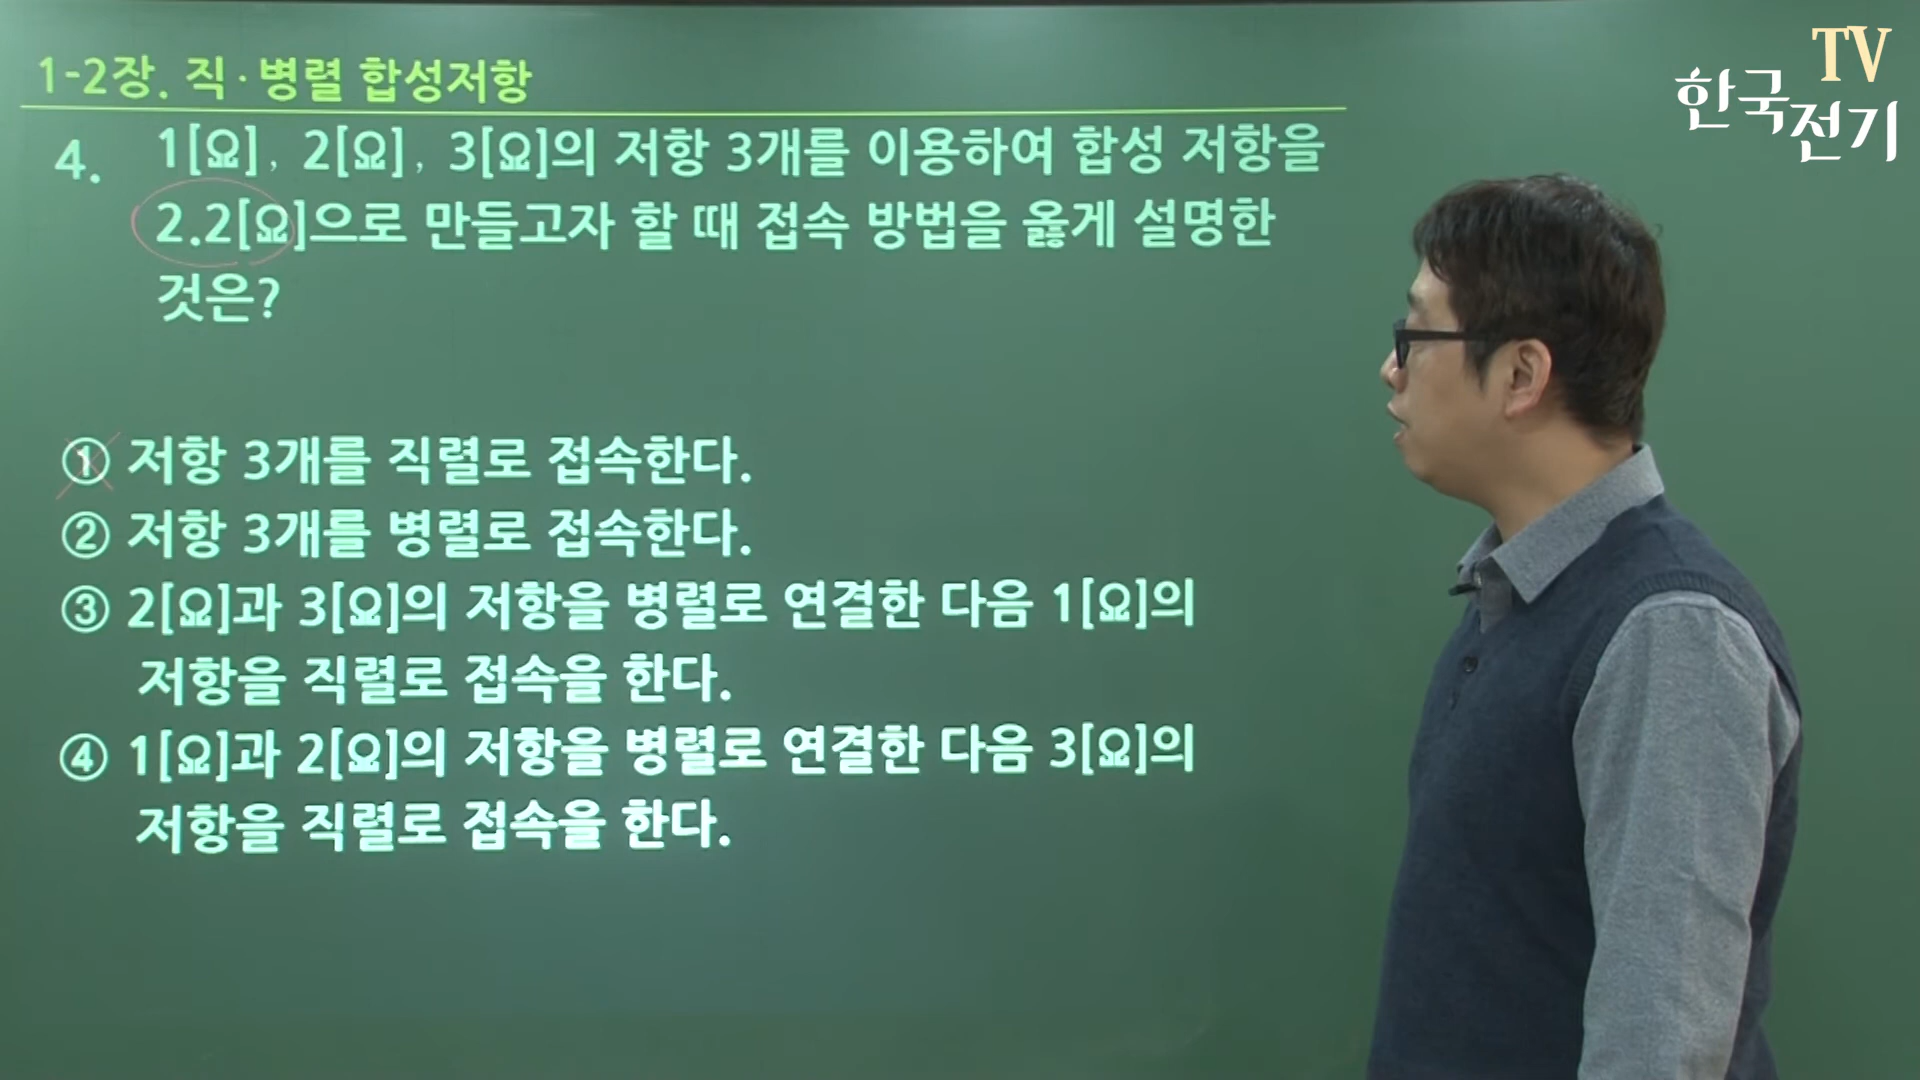 TV
한국전기
1-2장. 직·병렬 합성저항
4. 1[Ω], 2[Ω], 3[Ω]의 저항 3개를 이용하여 합성 저항을
2.2[Ω]으로 만들고자 할 때 접속 방법을 옳게 설명한
것은?
① 저항 3개를 직렬로 접속한다.
② 저항 3개를 병렬로 접속한다.
③ 2[Ω]과 3[Ω]의 저항을 병렬로 연결한 다음 1[Ω]의
저항을 직렬로 접속을 한다.
④ 1[Ω]과 2[Ω]의 저항을 병렬로 연결한 다음 3[Ω]의
저항을 직렬로 접속을 한다.